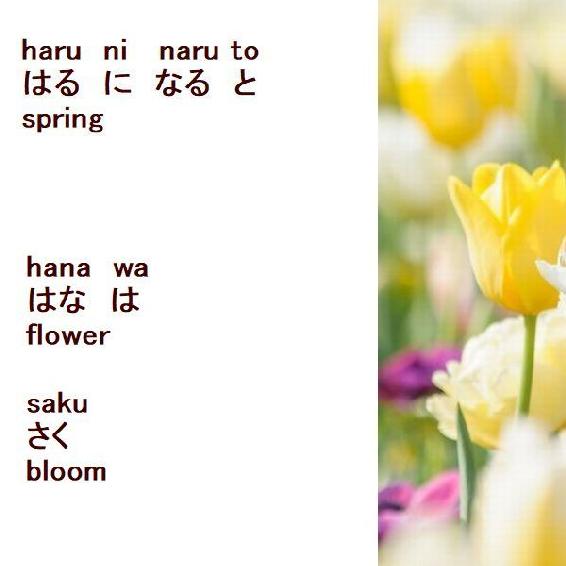 haru ni naru to
はる に なる と
spring
hana wa
はな は
flower
saku
さく
bloom